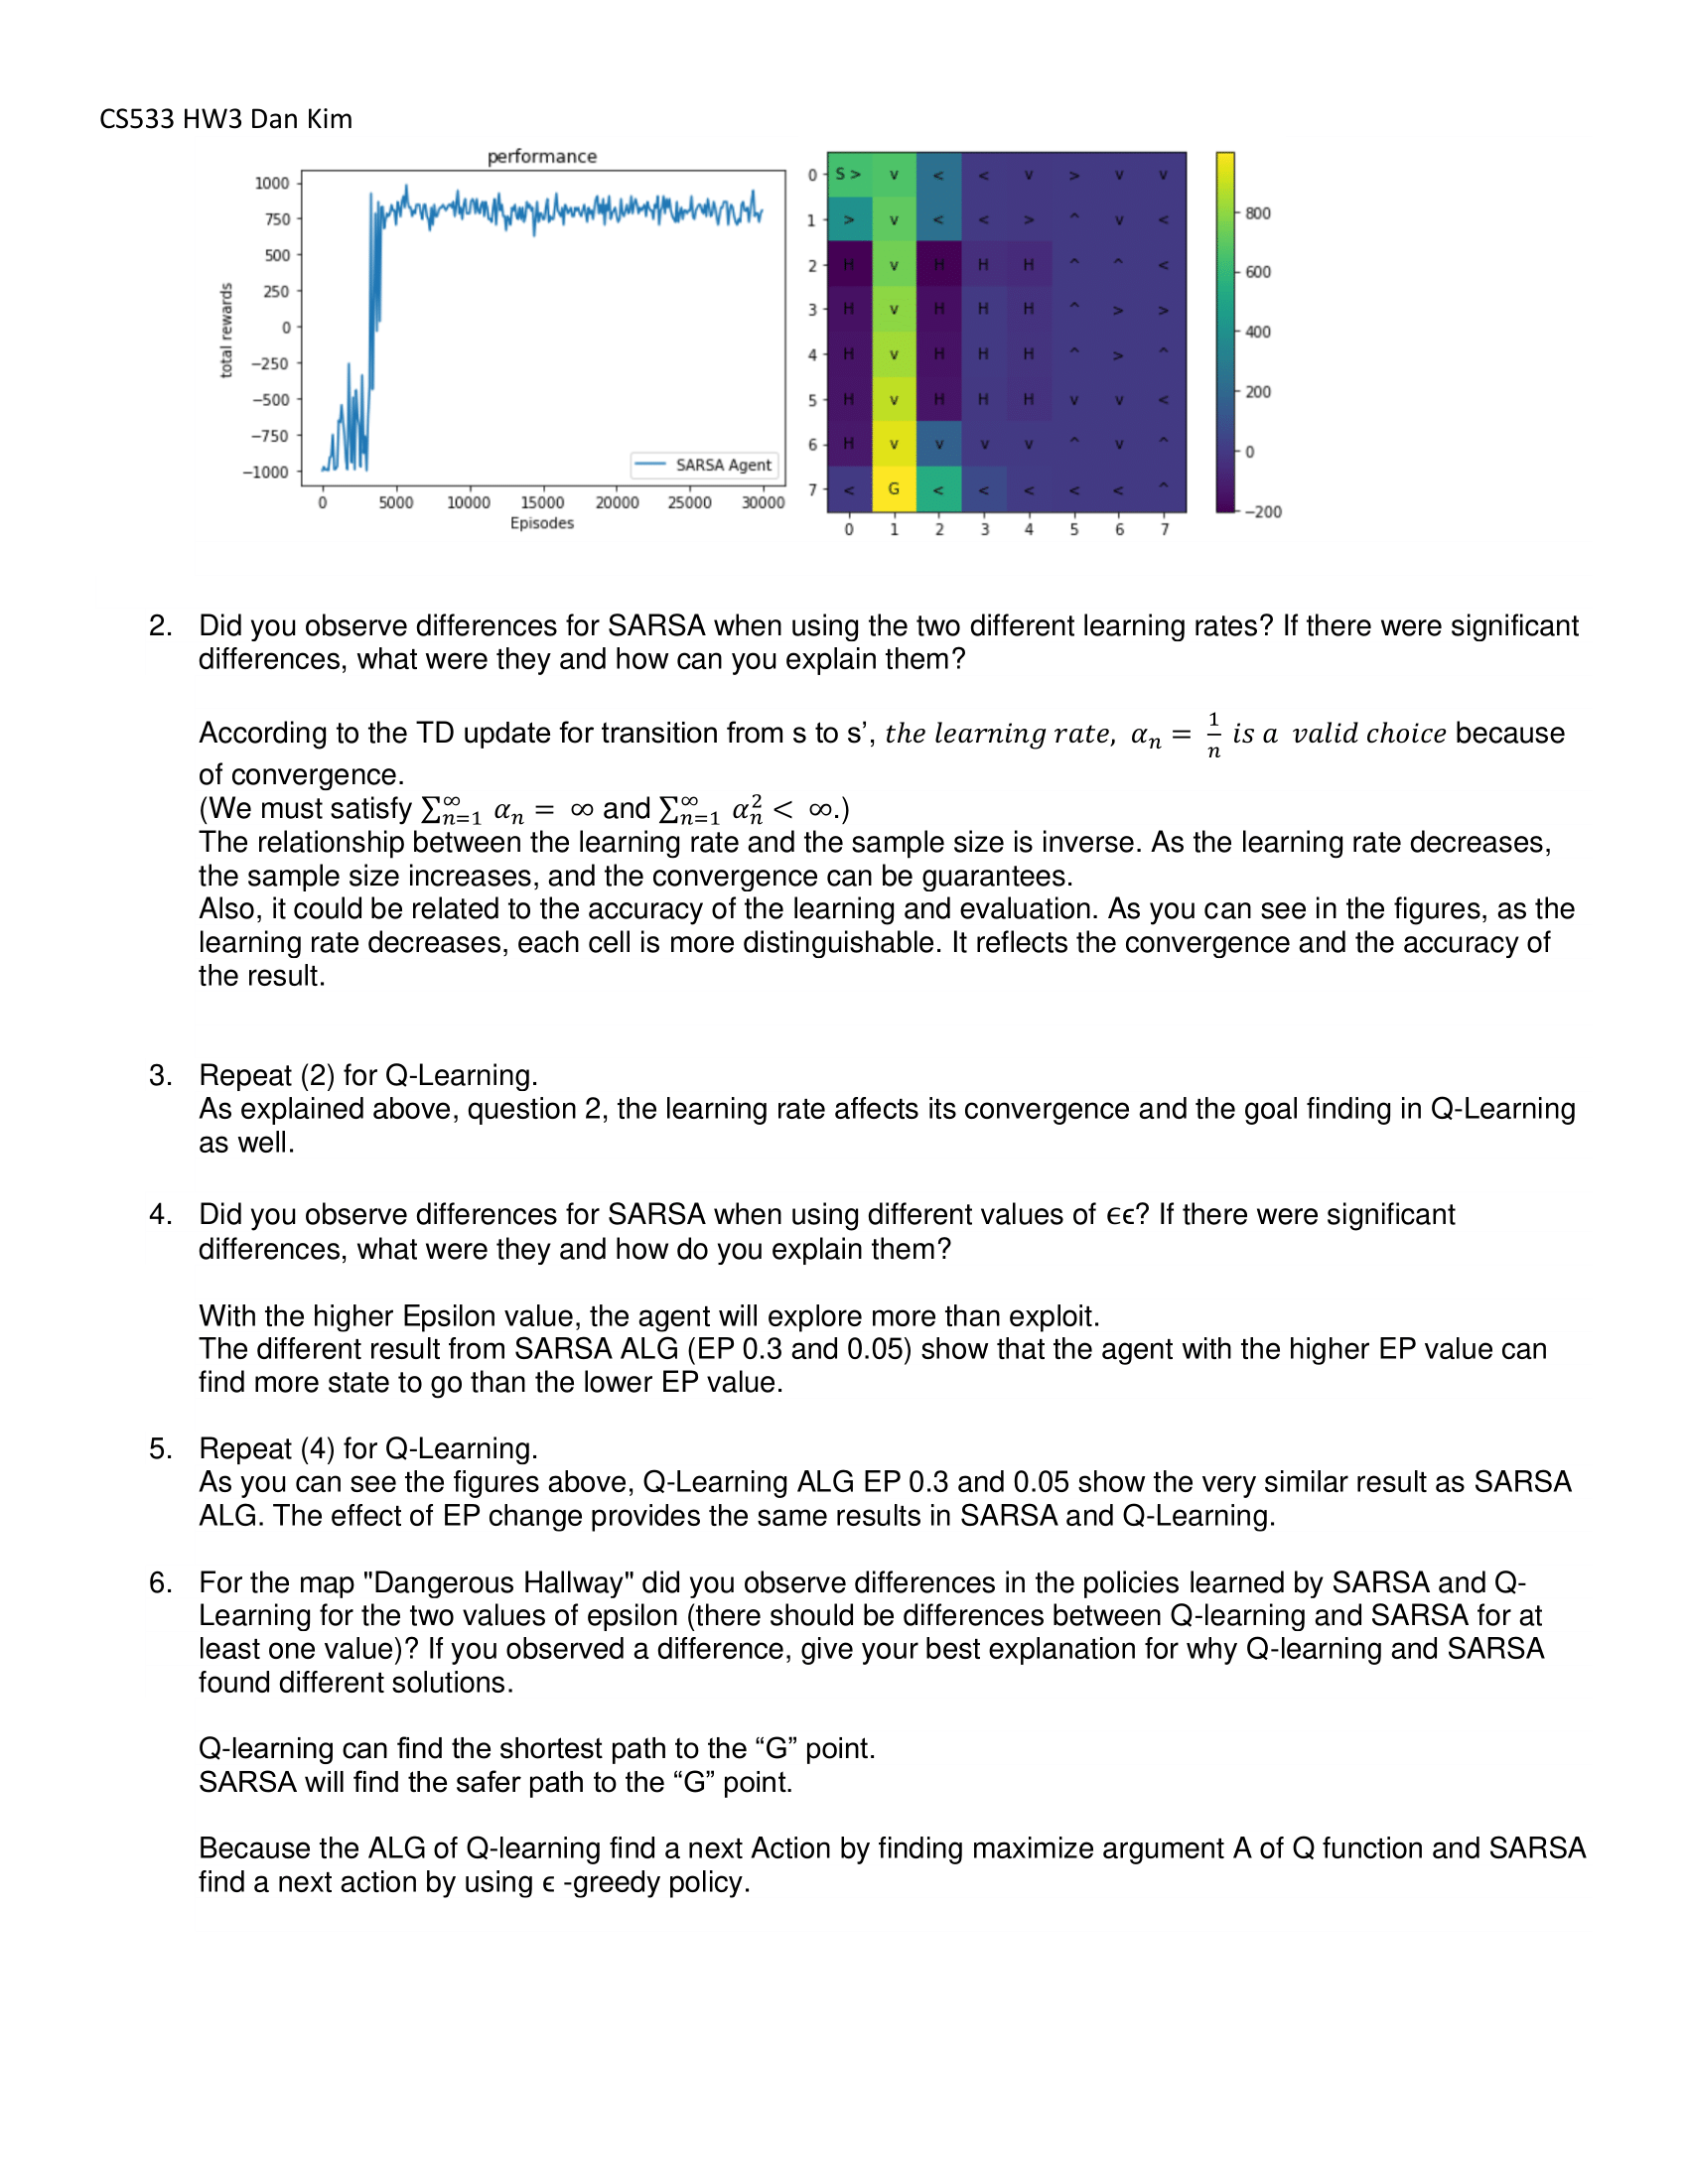 CS533 HW3 Dan Kim
performance
1000
750
500
250
0
−250
−500
−750
−1000
total rewards
SARSA Agent
0 5000 10000 15000 20000 25000 30000
Episodes
0 S > v < < v > v v
1 > v < < > ^ v <
2 H v H H H ^ ^ <
3 H v H H H ^ > >
4 H v H H H ^ > ^
5 H v H H H v v <
6 H v v v v ^ v ^
7 < G < < < < < ^
0 1 2 3 4 5 6 7
800
600
400
200
0
−200
2. Did you observe differences for SARSA when using the two different learning rates? If there were significant
differences, what were they and how can you explain them?
According to the TD update for transition from s to s’, the learning rate, αₙ = 1/n is a valid choice because
of convergence.
(We must satisfy ∑_{n=1}^{∞} αₙ = ∞ and ∑_{n=1}^{∞} αₙ² < ∞.)
The relationship between the learning rate and the sample size is inverse. As the learning rate decreases,
the sample size increases, and the convergence can be guarantees.
Also, it could be related to the accuracy of the learning and evaluation. As you can see in the figures, as the
learning rate decreases, each cell is more distinguishable. It reflects the convergence and the accuracy of
the result.
3. Repeat (2) for Q-Learning.
As explained above, question 2, the learning rate affects its convergence and the goal finding in Q-Learning
as well.
4. Did you observe differences for SARSA when using different values of ϵϵ? If there were significant
differences, what were they and how do you explain them?
With the higher Epsilon value, the agent will explore more than exploit.
The different result from SARSA ALG (EP 0.3 and 0.05) show that the agent with the higher EP value can
find more state to go than the lower EP value.
5. Repeat (4) for Q-Learning.
As you can see the figures above, Q-Learning ALG EP 0.3 and 0.05 show the very similar result as SARSA
ALG. The effect of EP change provides the same results in SARSA and Q-Learning.
6. For the map "Dangerous Hallway" did you observe differences in the policies learned by SARSA and Q-
Learning for the two values of epsilon (there should be differences between Q-learning and SARSA for at
least one value)? If you observed a difference, give your best explanation for why Q-learning and SARSA
found different solutions.
Q-learning can find the shortest path to the “G” point.
SARSA will find the safer path to the “G” point.
Because the ALG of Q-learning find a next Action by finding maximize argument A of Q function and SARSA
find a next action by using ϵ -greedy policy.